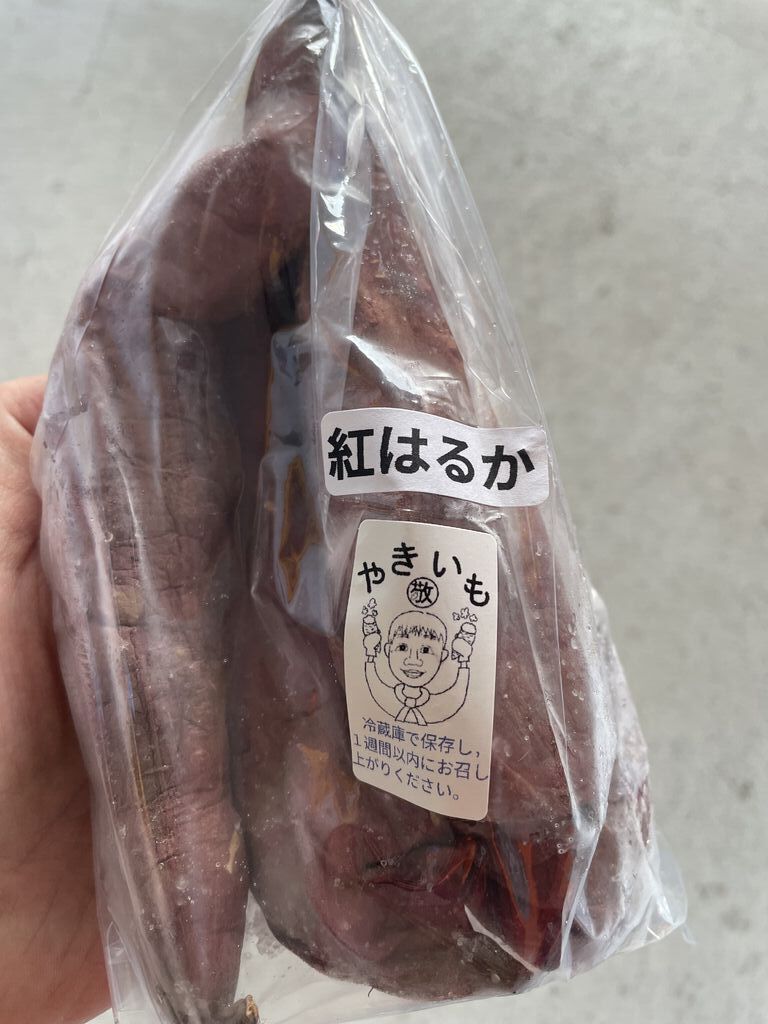 紅はるか
やきいも
敬
冷蔵庫で保存し、
1週間以内にお召し
上がりください。